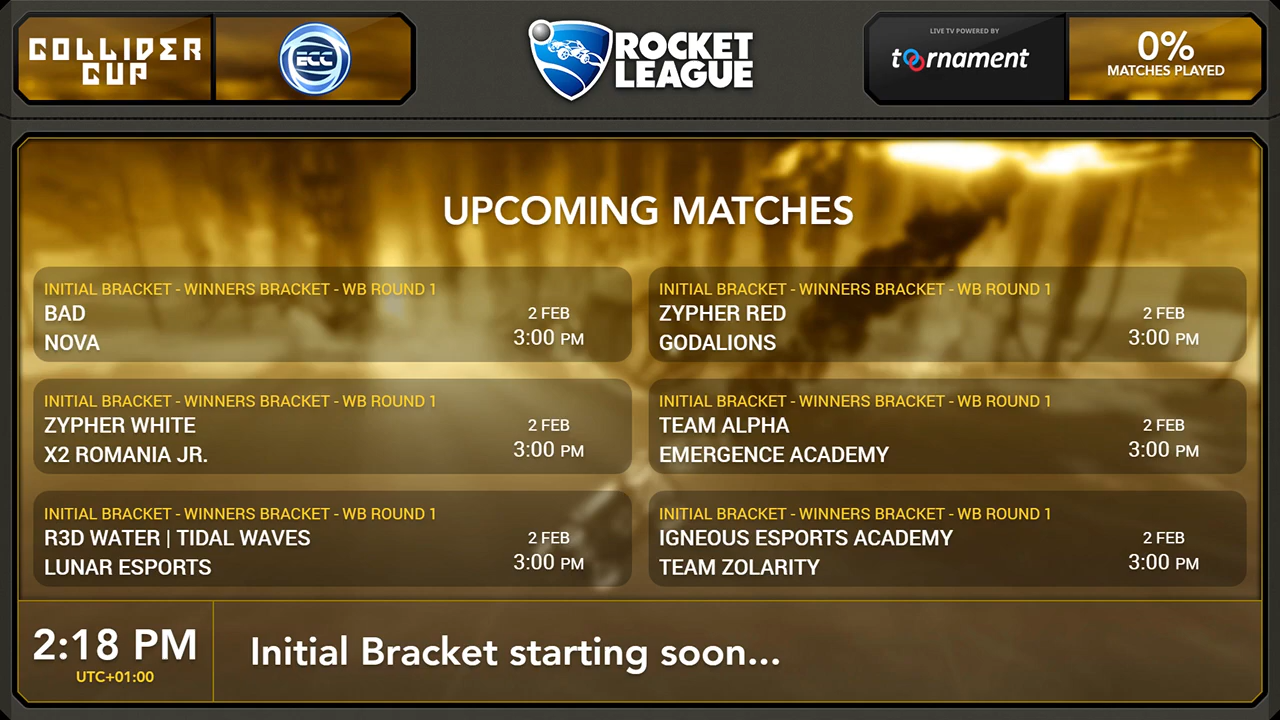 COLLIDER
CUP
ECC
ROCKET
LEAGUE
LIVE TV POWERED BY
toornament
0%
MATCHES PLAYED
UPCOMING MATCHES
INITIAL BRACKET - WINNERS BRACKET - WB ROUND 1
BAD
2 FEB
NOVA
3:00 PM
INITIAL BRACKET - WINNERS BRACKET - WB ROUND 1
ZYPHER RED
2 FEB
GODALIONS
3:00 PM
INITIAL BRACKET - WINNERS BRACKET - WB ROUND 1
ZYPHER WHITE
2 FEB
X2 ROMANIA JR.
3:00 PM
INITIAL BRACKET - WINNERS BRACKET - WB ROUND 1
TEAM ALPHA
2 FEB
EMERGENCE ACADEMY
3:00 PM
INITIAL BRACKET - WINNERS BRACKET - WB ROUND 1
R3D WATER | TIDAL WAVES
2 FEB
LUNAR ESPORTS
3:00 PM
INITIAL BRACKET - WINNERS BRACKET - WB ROUND 1
IGNEOUS ESPORTS ACADEMY
2 FEB
TEAM ZOLARITY
3:00 PM
2:18 PM
UTC+01:00
Initial Bracket starting soon...